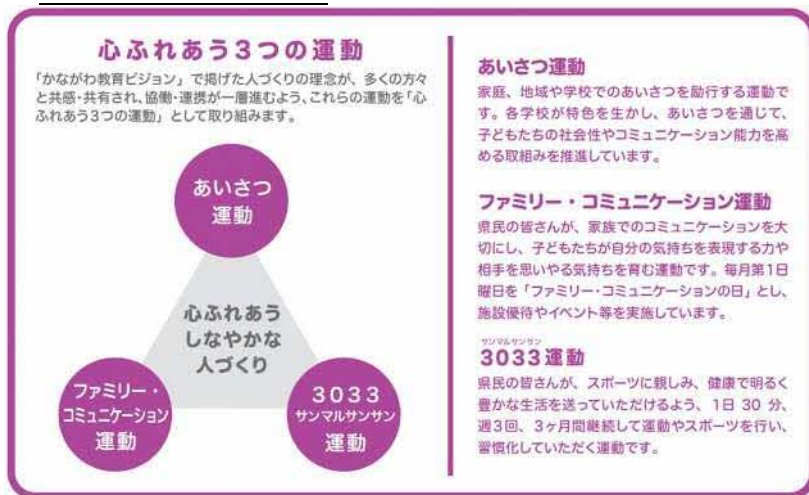 心ふれあう3つの運動
「かながわ教育ビジョン」で掲げた人づくりの理念が、多くの方々
と共感・共有され、協働・連携が一層進むよう、これらの運動を「心
ふれあう3つの運動」として取り組みます。
あいさつ
運動
心ふれあう
しなやかな
人づくり
ファミリー・
コミュニケーション
運動
3033
サンマルサンサン
運動
あいさつ運動
家庭、地域や学校でのあいさつを励行する運動で
す。各学校が特色を生かし、あいさつを通じて、
子どもたちの社会性やコミュニケーション能力を高
める取組みを推進しています。
ファミリー・コミュニケーション運動
県民の皆さんが、家族でのコミュニケーションを大
切にし、子どもたちが自分の気持ちを表現する力や
相手を思いやる気持ちを育む運動です。毎月第1日
曜日を「ファミリー・コミュニケーションの日」とし、
施設優待やイベント等を実施しています。
サンマルサンサン
3033運動
県民の皆さんが、スポーツに親しみ、健康で明るく
豊かな生活を送っていただけるよう、1日 30 分、
週3回、3ヶ月間継続して運動やスポーツを行い、
習慣化していただく運動です。